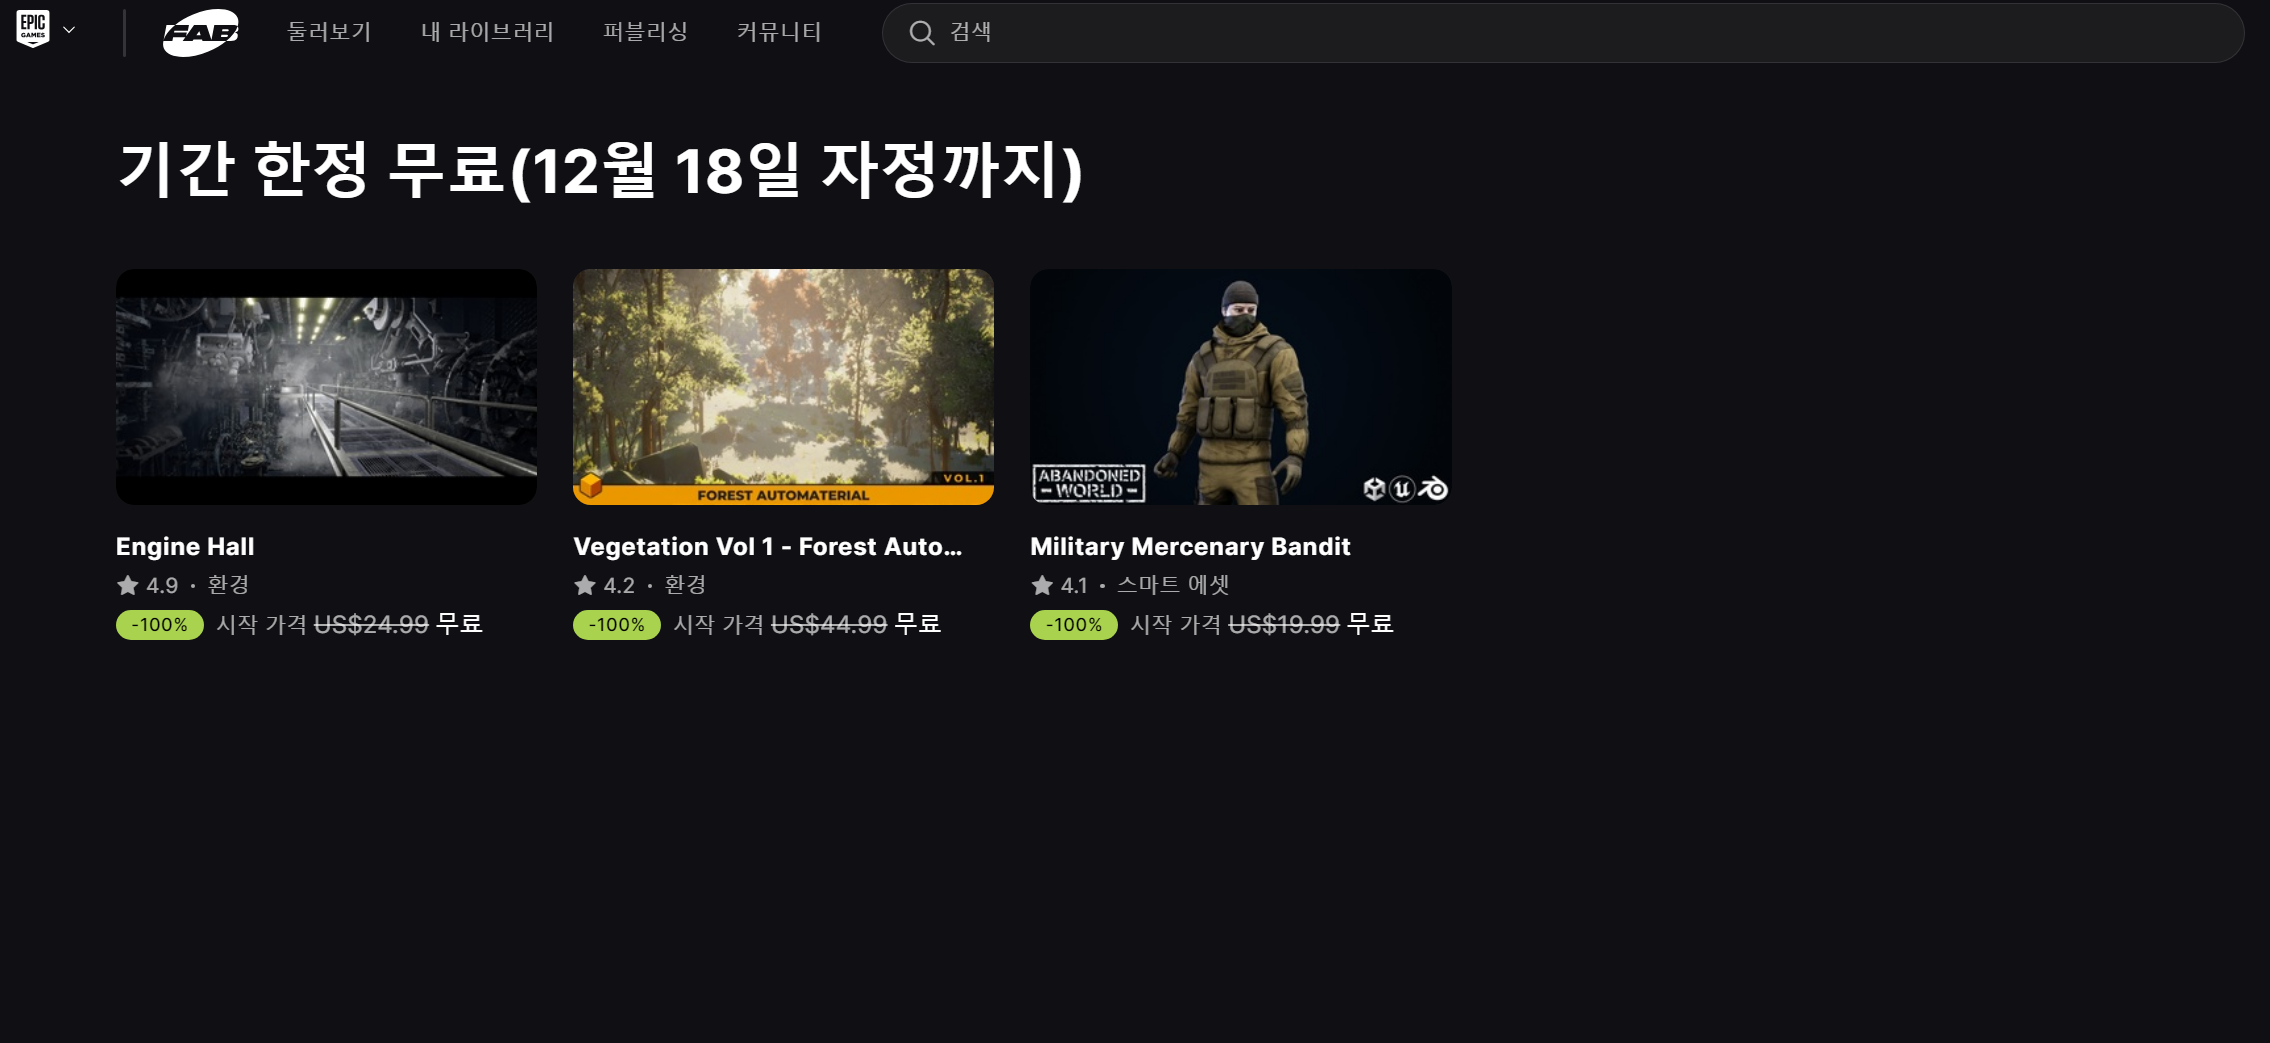 EPIC GAMES
FAB
둘러보기
내 라이브러리
퍼블리싱
커뮤니티
검색
기간 한정 무료(12월 18일 자정까지)
VOL.1
FOREST AUTOMATERIAL
ABANDONED
WORLD
Engine Hall
4.9 · 환경
-100% 시작 가격 US$24.99 무료
Vegetation Vol 1 - Forest Auto...
4.2 · 환경
-100% 시작 가격 US$44.99 무료
Military Mercenary Bandit
4.1 · 스마트 에셋
-100% 시작 가격 US$19.99 무료